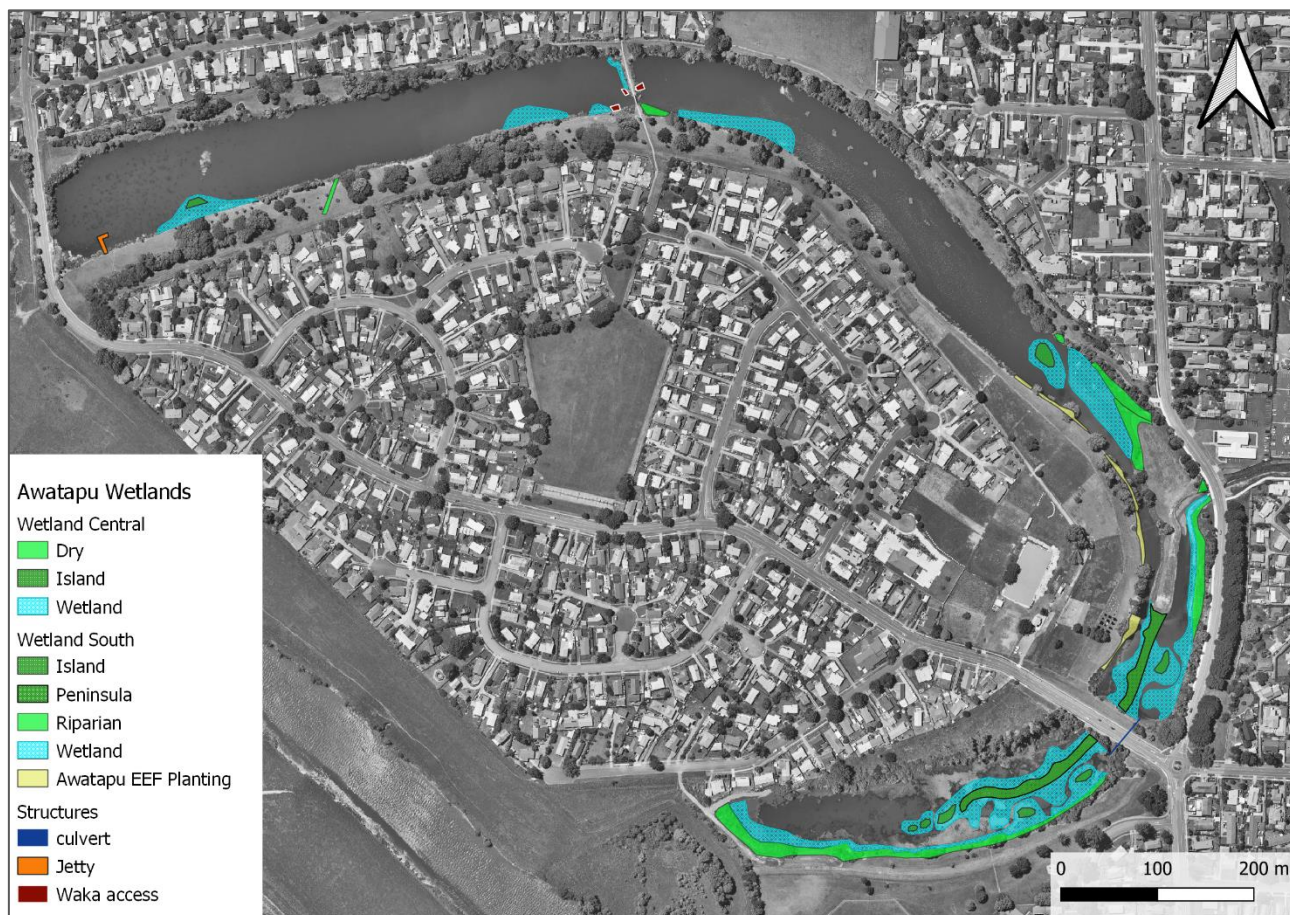 Awatapu Wetlands
Wetland Central
Dry
Island
Wetland
Wetland South
Island
Peninsula
Riparian
Wetland
Awatapu EEF Planting
Structures
culvert
Jetty
Waka access
0 100 200 m